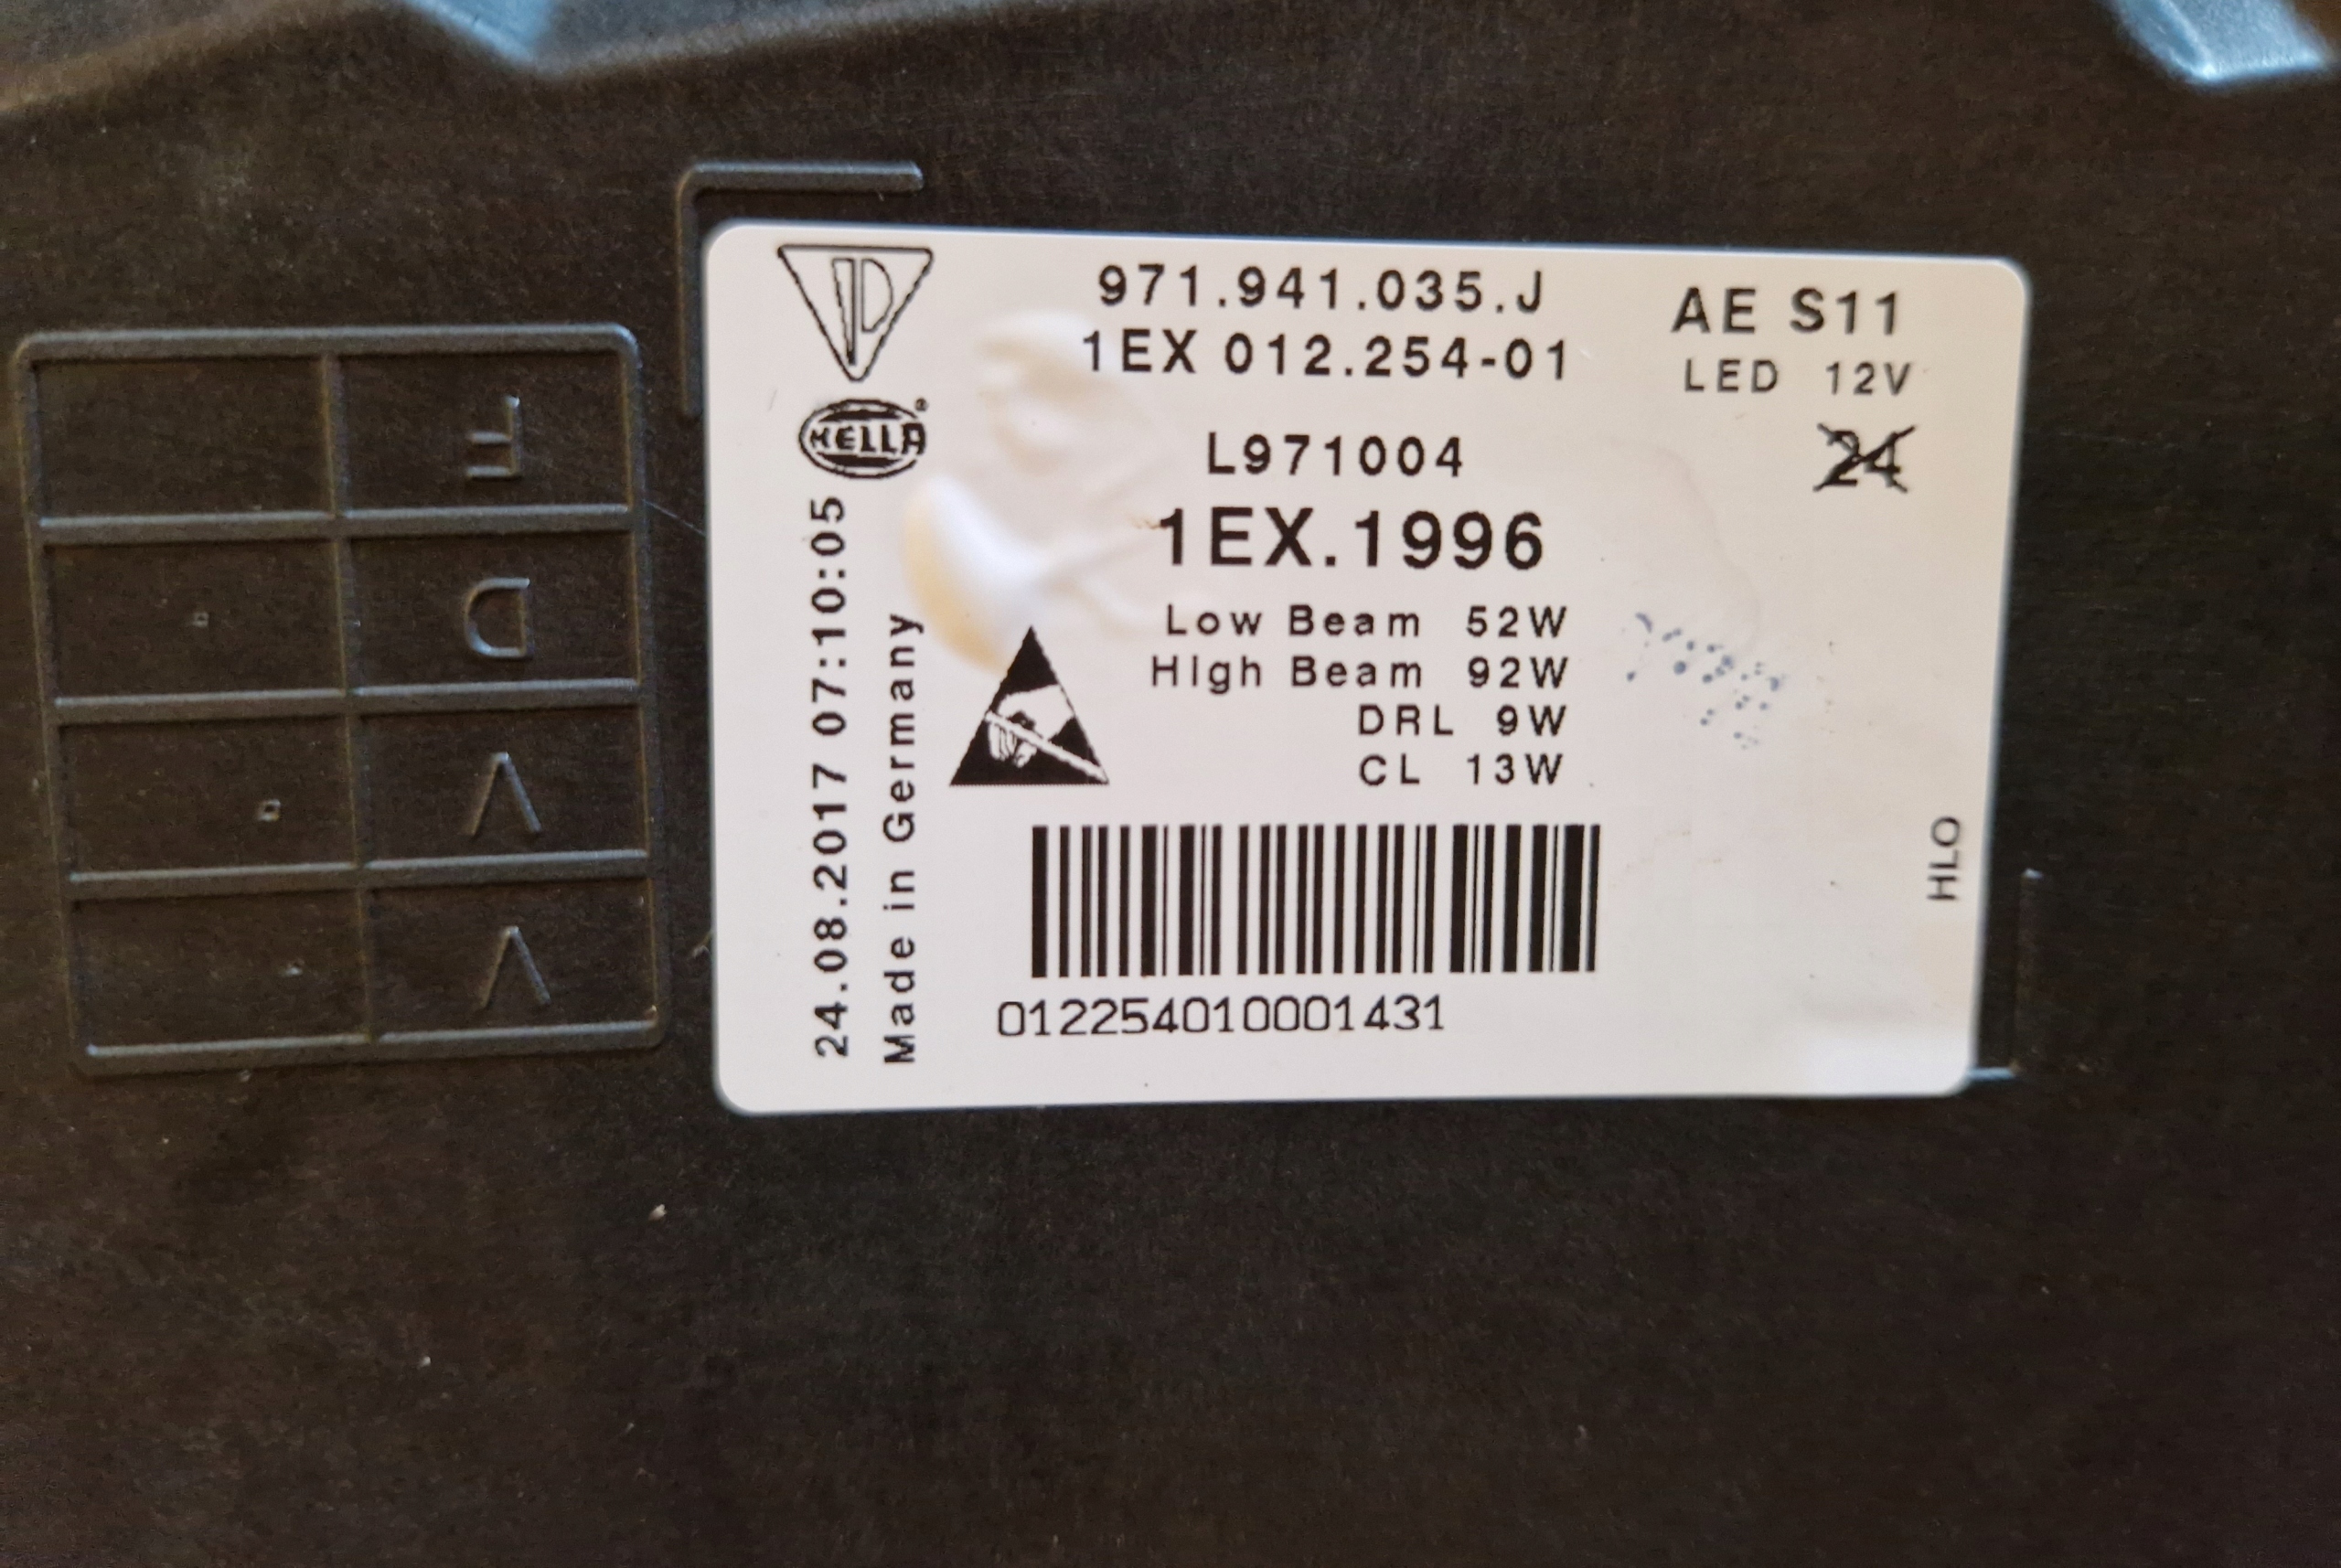 971.941.035.J
1EX 012.254-01
AE S11
LED 12V
24
HELLA
®
L971004
1EX.1996
Low Beam 52W
High Beam 92W
DRL 9W
CL 13W
24.08.2017 07:10:05
Made in Germany
012254010001431
HLO
F
D
V
V